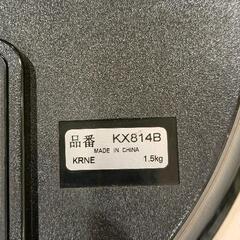 品番 KX814B
MADE IN CHINA
KRNE 1.5kg